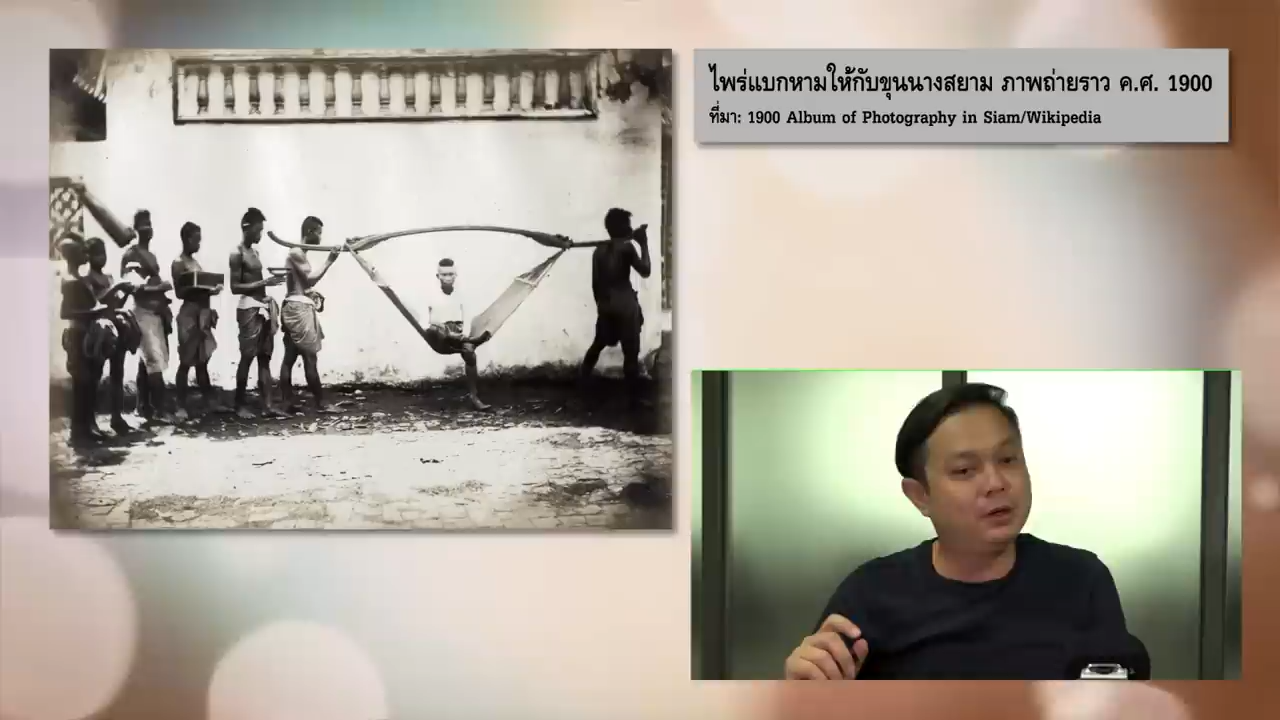 ไพร่แบกหามให้กับขุนนางสยาม ภาพถ่ายราว ค.ศ. 1900
ที่มา: 1900 Album of Photography in Siam/Wikipedia